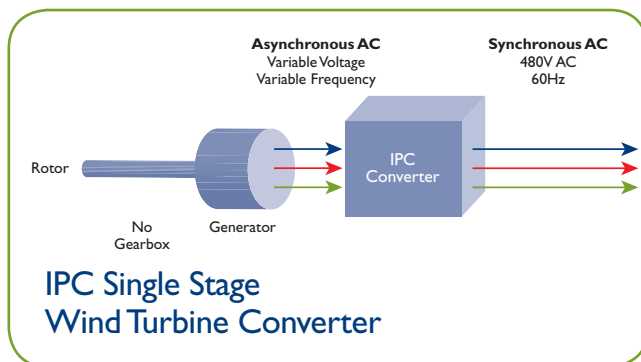 Asynchronous AC
Variable Voltage
Variable Frequency
Synchronous AC
480V AC
60Hz
Rotor
IPC
Converter
No
Gearbox
Generator
IPC Single Stage
Wind Turbine Converter